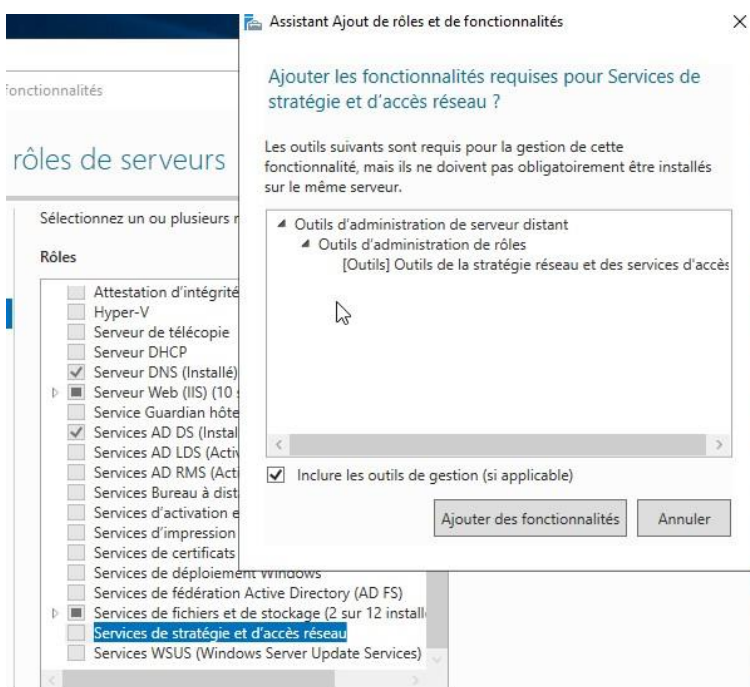 Assistant Ajout de rôles et de fonctionnalités
fonctionnalités
rôles de serveurs
Sélectionnez un ou plusieurs
Rôles
Attestation d'intégrité
Hyper-V
Serveur de télécopie
Serveur DHCP
Serveur DNS (Installé)
Serveur Web (IIS) (10
Service Guardian hôte
Services AD DS (Instal
Services AD LDS (Activ
Services AD RMS (Acti
Services Bureau à dist
Services d'activation e
Services d'impression
Services de certificats
Services de déploiement Windows
Services de fédération Active Directory (AD FS)
Services de fichiers et de stockage (2 sur 12 install
Services de stratégie et d'accès réseau
Services WSUS (Windows Server Update Services)
Ajouter les fonctionnalités requises pour Services de
stratégie et d'accès réseau ?
Les outils suivants sont requis pour la gestion de cette
fonctionnalité, mais ils ne doivent pas obligatoirement être installés
sur le même serveur.
Outils d'administration de serveur distant
Outils d'administration de rôles
[Outils] Outils de la stratégie réseau et des services d'accès
Inclure les outils de gestion (si applicable)
Ajouter des fonctionnalités
Annuler